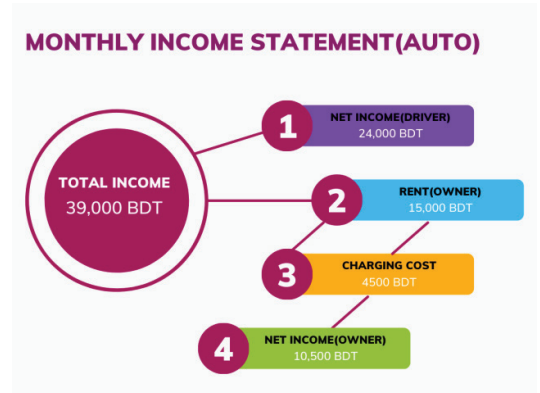 MONTHLY INCOME STATEMENT(AUTO)
1
NET INCOME(DRIVER)
24,000 BDT
TOTAL INCOME
39,000 BDT
2
RENT(OWNER)
15,000 BDT
3
CHARGING COST
4500 BDT
4
NET INCOME(OWNER)
10,500 BDT